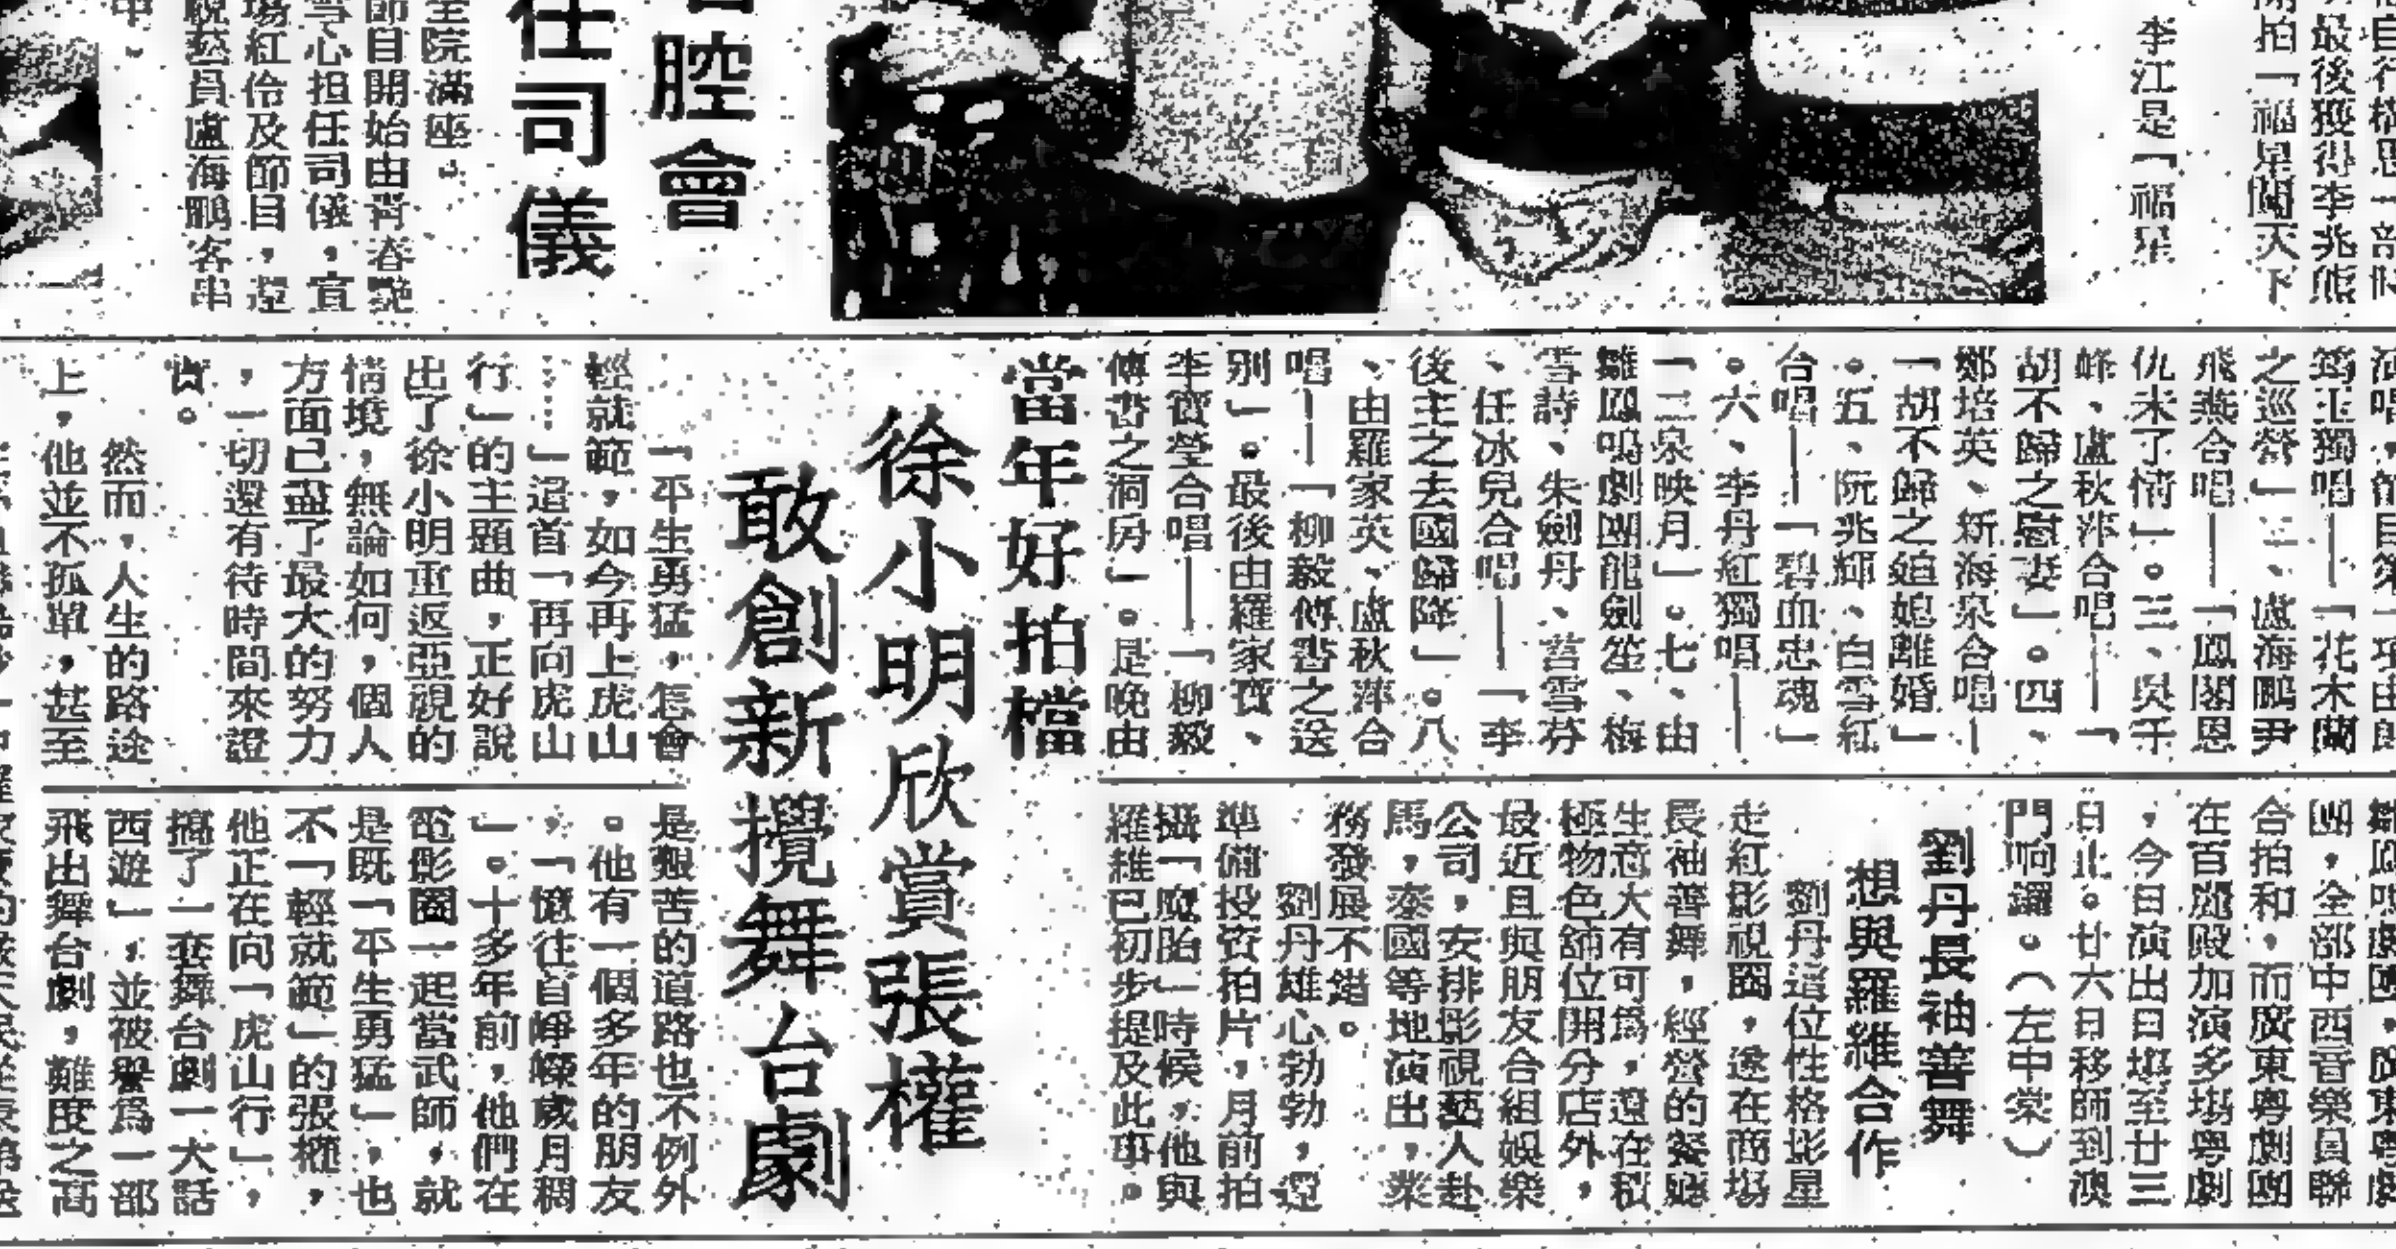 自行構思一部
最後獲得李兆熊
開拍「福星闖天下
李江是「福星
腔會
任司儀
全院滿座。
節目開始由青春艷
心担任司儀，宣
場紅伶及節目，還
視藝員盧海鵬客串
筠玉獨唱——「花木蘭
之巡營」二、盧海鵬尹
飛燕合唱——「鳳閣恩
仇未了情」。三、吳千
峰、盧秋萍合唱——「
胡不歸之慰妻」。四、
鄭培英、新海泉合唱—
「胡不歸之迫媳離婚」
。五、阮兆輝、白雪紅
合唱——「碧血忠魂」
。六、李丹紅獨唱——
「二泉映月」。七、由
雛鳳鳴劇團龍劍笙、梅
雪詩、朱劍丹、言雪芬
、任冰兒合唱——「李
後主之去國歸降」。八
、由羅家英、盧秋萍合
唱——「柳毅傳書之送
別」。最後由羅家寶、
李寶瑩合唱——「柳毅
傳書之洞房」。是晚由
雛鳳鳴劇團，廣東粵劇
團，全部中西音樂員聯
合拍和，而廣東粵劇團
在百麗殿加演多場粵劇
，今日演出日場至廿三
日止。廿六日移師到澳
門响鑼。（左中棠）
劉丹長袖善舞
想與羅維合作
劉丹這位性格影星
走紅影視圈，遂在商場
長袖善舞，經營的餐廳
生意大有可為，還在積
極物色舖位開分店外，
最近且與朋友合組娛樂
公司，安排影視藝人赴
馬，泰國等地演出，業
務發展不錯。
劉丹雄心勃勃，還
準備投資拍片，月前拍
攝「魔胎」時候，他與
羅維已初步提及此事。
當年好拍檔
徐小明欣賞張權
敢創新攪舞台劇
「平生勇猛，怎會
輕就範，如今再上虎山
……」這首「再向虎山
行」的主題曲，正好說
出了徐小明重返亞視的
情境，無論如何，個人
方面已盡了最大的努力
，一切還有待時間來證
實。
然而，人生的路途
上，他並不孤單，甚至
是艱苦的道路也不例外
。他有一個多年的朋友
，「憶往昔崢嶸歲月稠
」。十多年前，他們在
電影圈一起當武師，就
是既「平生勇猛」，也
不「輕就範」的張權，
他正在向「虎山行」，
搞了一套舞台劇「大話
西遊」，並被譽為一部
飛出舞台劇，難度之高